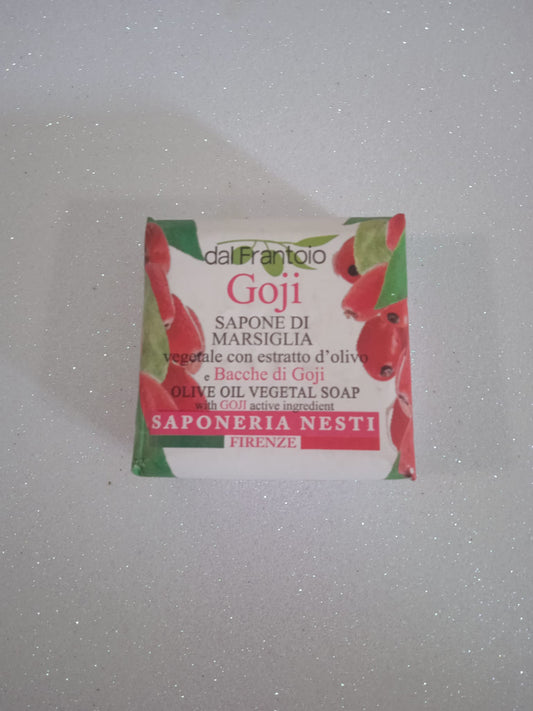 dal Frantoio
Goji
SAPONE DI
MARSIGLIA
vegetale con estratto d'olivo
e Bacche di Goji
OLIVE OIL VEGETAL SOAP
with GOJI active ingredient
SAPONERIA NESTI
FIRENZE